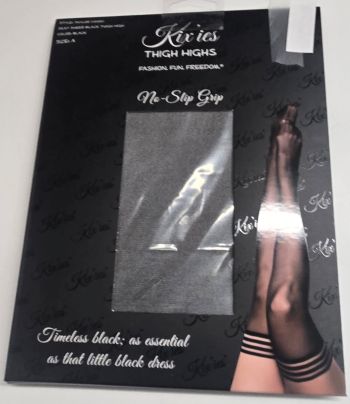 SIZE: A
Kix'ies
THIGH HIGHS
FASHION. FUN. FREEDOM.®
No-Slip Grip
Timeless black; as essential
as that little black dress